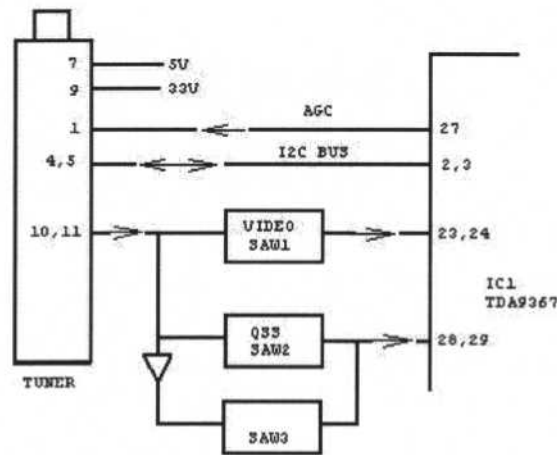 7 5V
9 33V
AGC
1 27
I2C BUS
4,5 2,3
10,11 VIDEO 23,24
SAW1
IC1
TDA9367
QSS 28,29
SAW2
TUNER
SAW3